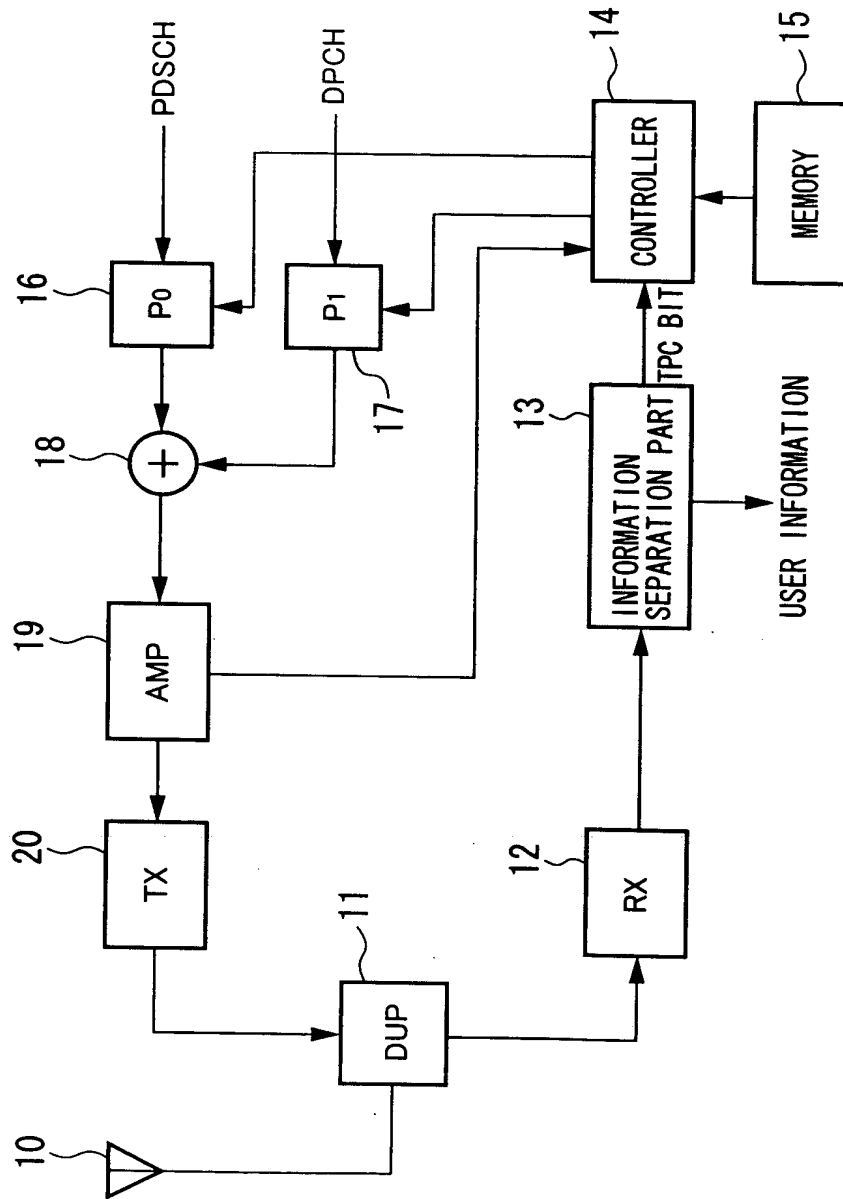 10
DUP
11
TX
20
AMP
19
+
18
P0
16
PDSCH
P1
17
DPCH
RX
12
INFORMATION
SEPARATION PART
13
TPC BIT
USER INFORMATION
CONTROLLER
14
MEMORY
15